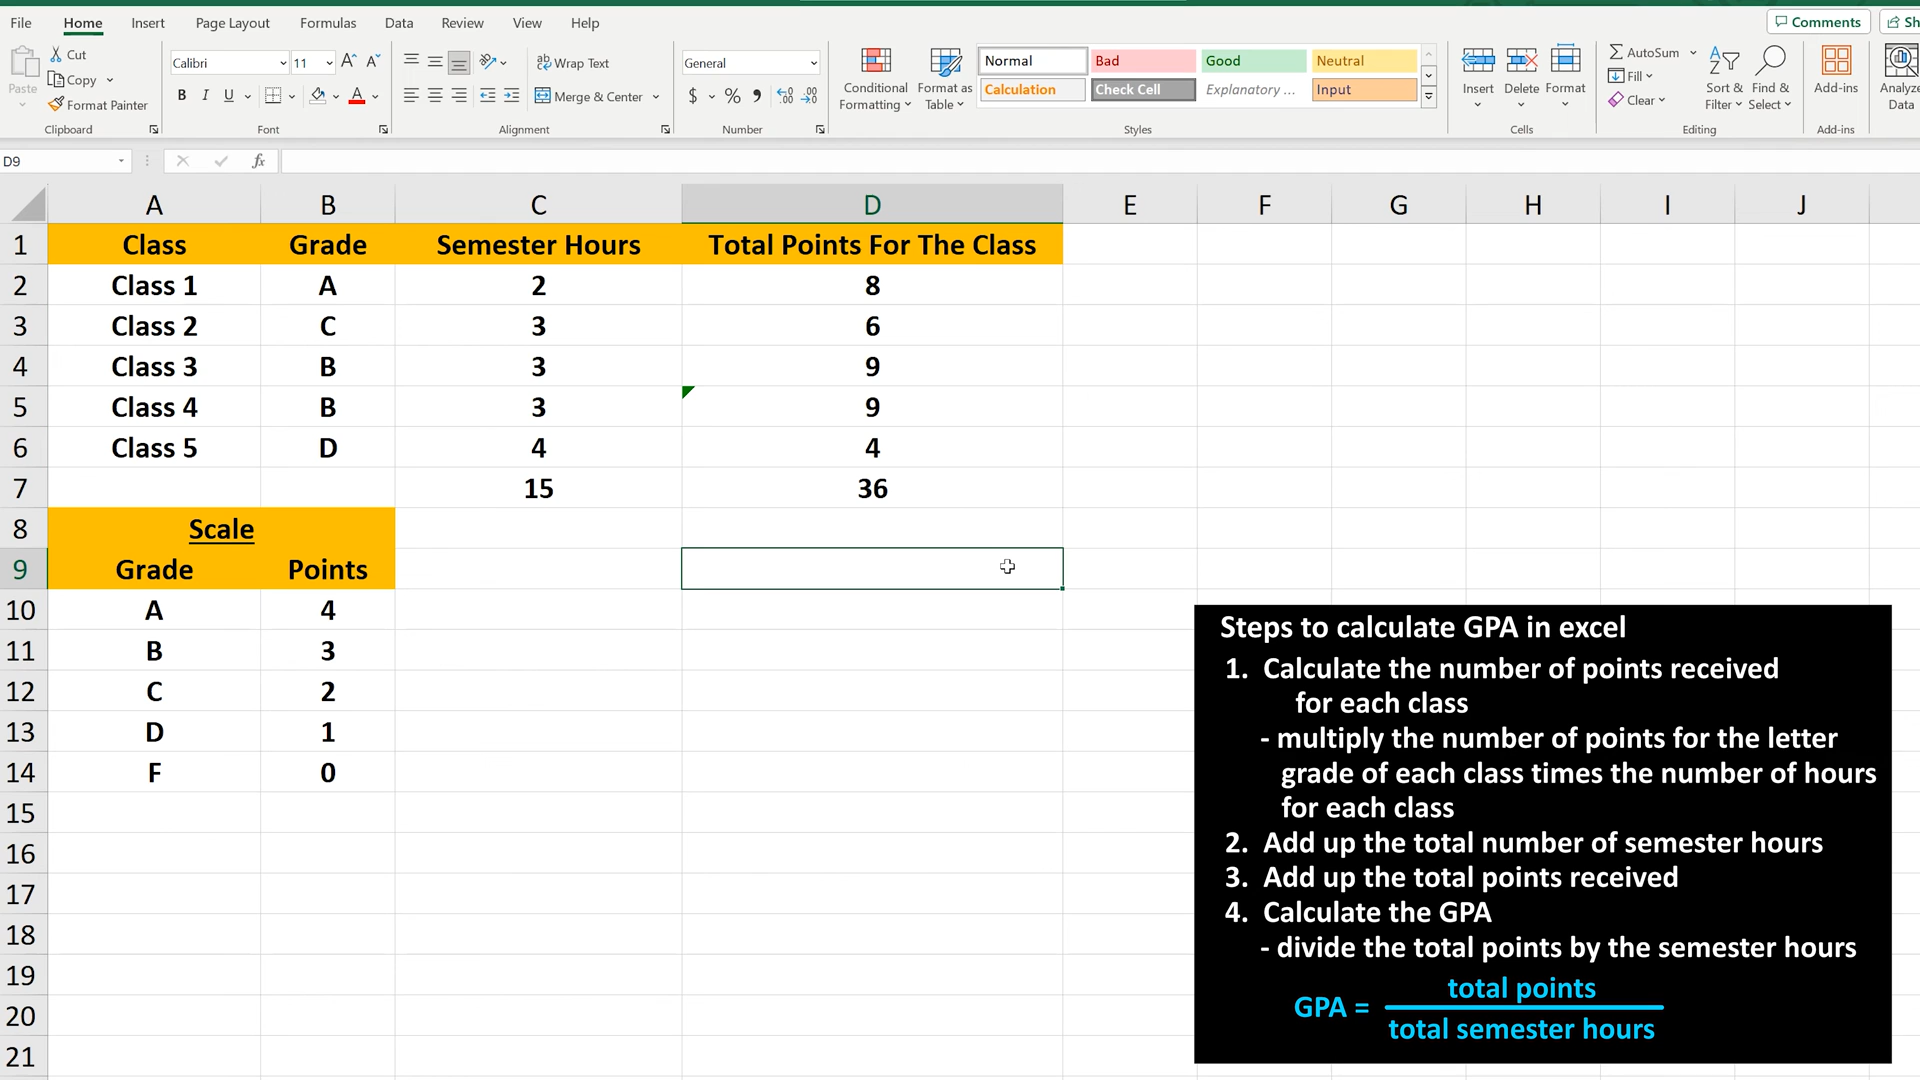 File Home Insert Page Layout Formulas Data Review View Help
Comments
Sh
Paste
Cut
Copy
Format Painter
Clipboard
Calibri 11
B I U
Font
Wrap Text
Merge & Center
Alignment
General
$ % 9
Number
Conditional Formatting
Format as Table
Normal Bad Good Neutral
Calculation Check Cell Explanatory ... Input
Styles
Insert Delete Format
Cells
AutoSum
Fill
Clear
Sort & Filter
Find & Select
Editing
Add-ins
Add-ins
Analyze Data
D9
fx
A B C D E F G H I J
1 Class Grade Semester Hours Total Points For The Class
2 Class 1 A 2 8
3 Class 2 C 3 6
4 Class 3 B 3 9
5 Class 4 B 3 9
6 Class 5 D 4 4
7 15 36
8 Scale
9 Grade Points
10 A 4
11 B 3
12 C 2
13 D 1
14 F 0
15
16
17
18
19
20
21
Steps to calculate GPA in excel
1. Calculate the number of points received
for each class
- multiply the number of points for the letter
grade of each class times the number of hours
for each class
2. Add up the total number of semester hours
3. Add up the total points received
4. Calculate the GPA
- divide the total points by the semester hours
total points
GPA =
total semester hours